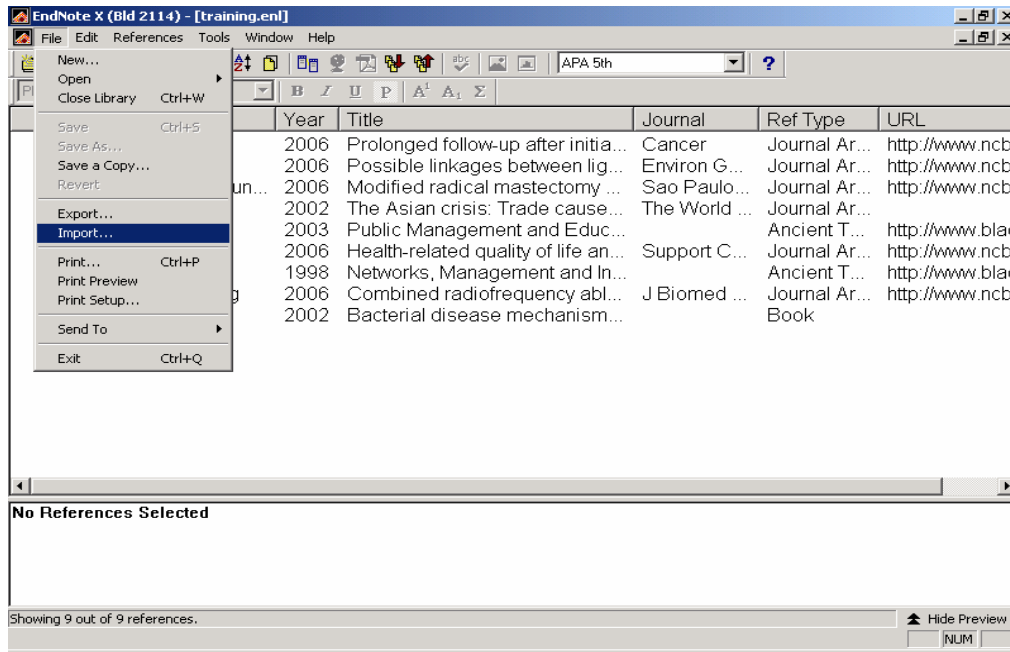 EndNote X (Bld 2114) - [training.enl]
File Edit References Tools Window Help
APA 5th ?
B I U P A¹ A₁ Σ
New...
Open
Close Library Ctrl+W
Save Ctrl+S
Save As...
Save a Copy...
Revert
Export...
Import...
Print... Ctrl+P
Print Preview
Print Setup...
Send To
Exit Ctrl+Q
Year Title Journal Ref Type URL
2006 Prolonged follow-up after initia... Cancer Journal Ar... http://www.ncb
2006 Possible linkages between lig... Environ G... Journal Ar... http://www.ncb
un... 2006 Modified radical mastectomy ... Sao Paulo... Journal Ar... http://www.ncb
2002 The Asian crisis: Trade cause... The World ... Journal Ar...
2003 Public Management and Educ... Ancient T... http://www.bla
2006 Health-related quality of life an... Support C... Journal Ar... http://www.ncb
1998 Networks, Management and In... Ancient T... http://www.bla
g 2006 Combined radiofrequency abl... J Biomed ... Journal Ar... http://www.ncb
2002 Bacterial disease mechanism... Book
No References Selected
Showing 9 out of 9 references.
Hide Preview
NUM